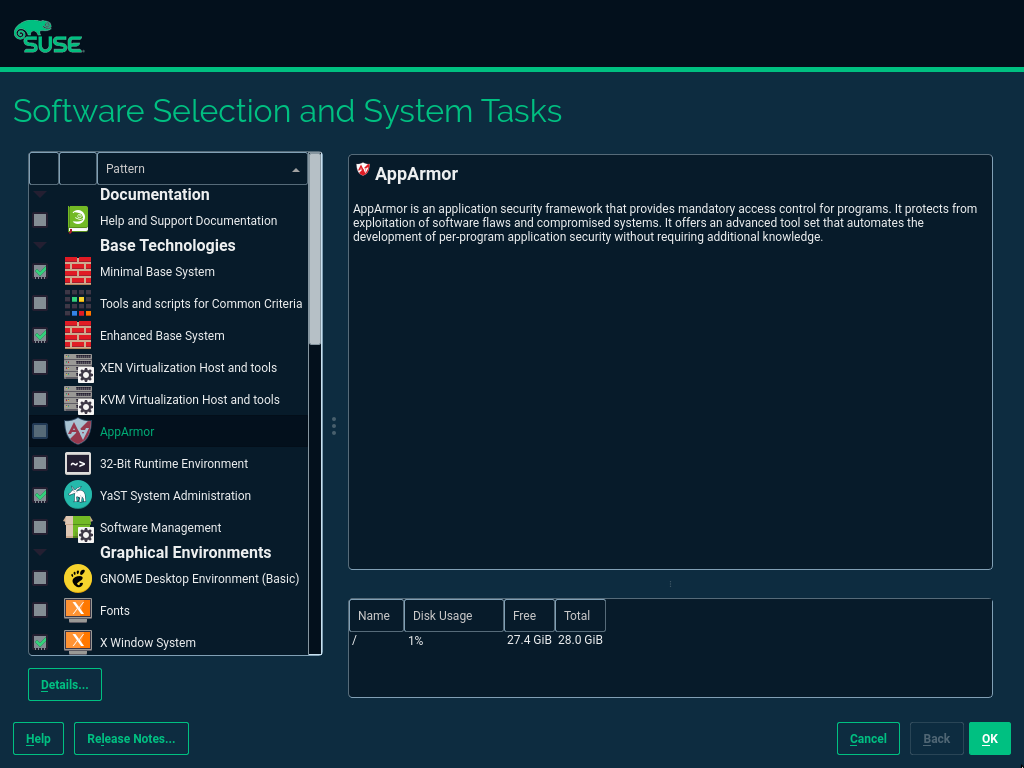 SUSE
Software Selection and System Tasks
Pattern
Documentation
Help and Support Documentation
Base Technologies
Minimal Base System
Tools and scripts for Common Criteria
Enhanced Base System
XEN Virtualization Host and tools
KVM Virtualization Host and tools
AppArmor
32-Bit Runtime Environment
YaST System Administration
Software Management
Graphical Environments
GNOME Desktop Environment (Basic)
Fonts
X Window System
Details...
AppArmor
AppArmor is an application security framework that provides mandatory access control for programs. It protects from
exploitation of software flaws and compromised systems. It offers an advanced tool set that automates the
development of per-program application security without requiring additional knowledge.
Name Disk Usage Free Total
/ 1% 27.4 GiB 28.0 GiB
Help Release Notes... Cancel Back OK